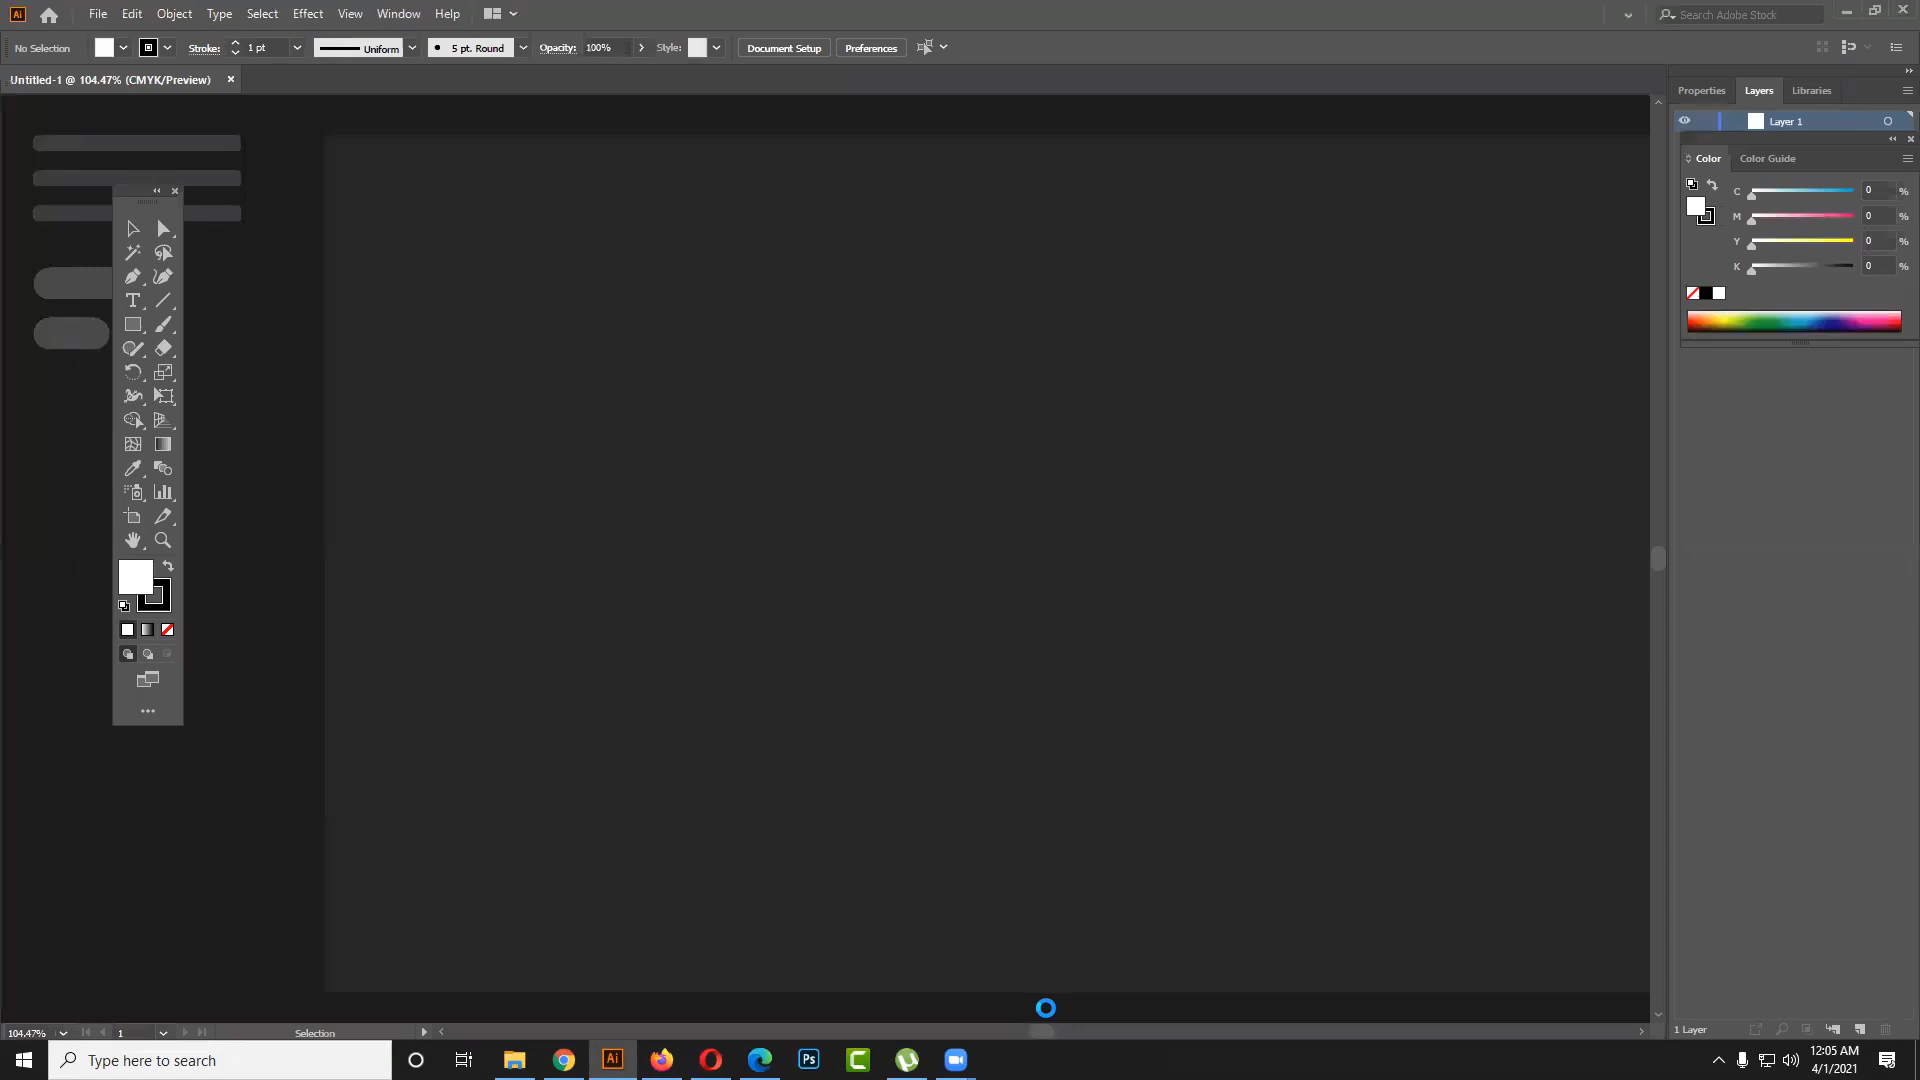 Ai File Edit Object Type Select Effect View Window Help Search Adobe Stock
No Selection Stroke: 1 pt Uniform 5 pt. Round Opacity: 100% Style: Document Setup Preferences
Untitled-1 @ 104.47% (CMYK/Preview)
Properties Layers Libraries
Layer 1
Color Color Guide
C 0 %
M 0 %
Y 0 %
K 0 %
104.47% 1 Selection
1 Layer
Type here to search
Ai
Ps
C
12:05 AM
4/1/2021